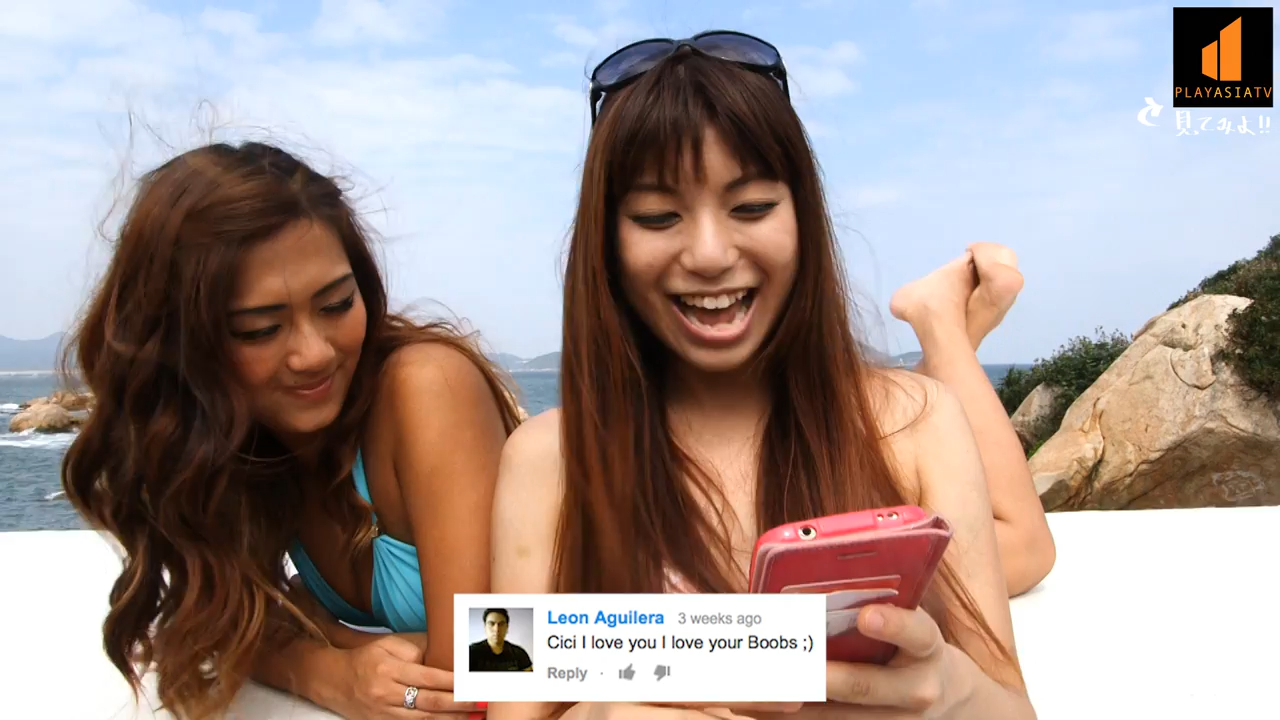 PLAYASIATV
見てみよ!!
Leon Aguilera 3 weeks ago
Cici I love you I love your Boobs ;)
Reply ·